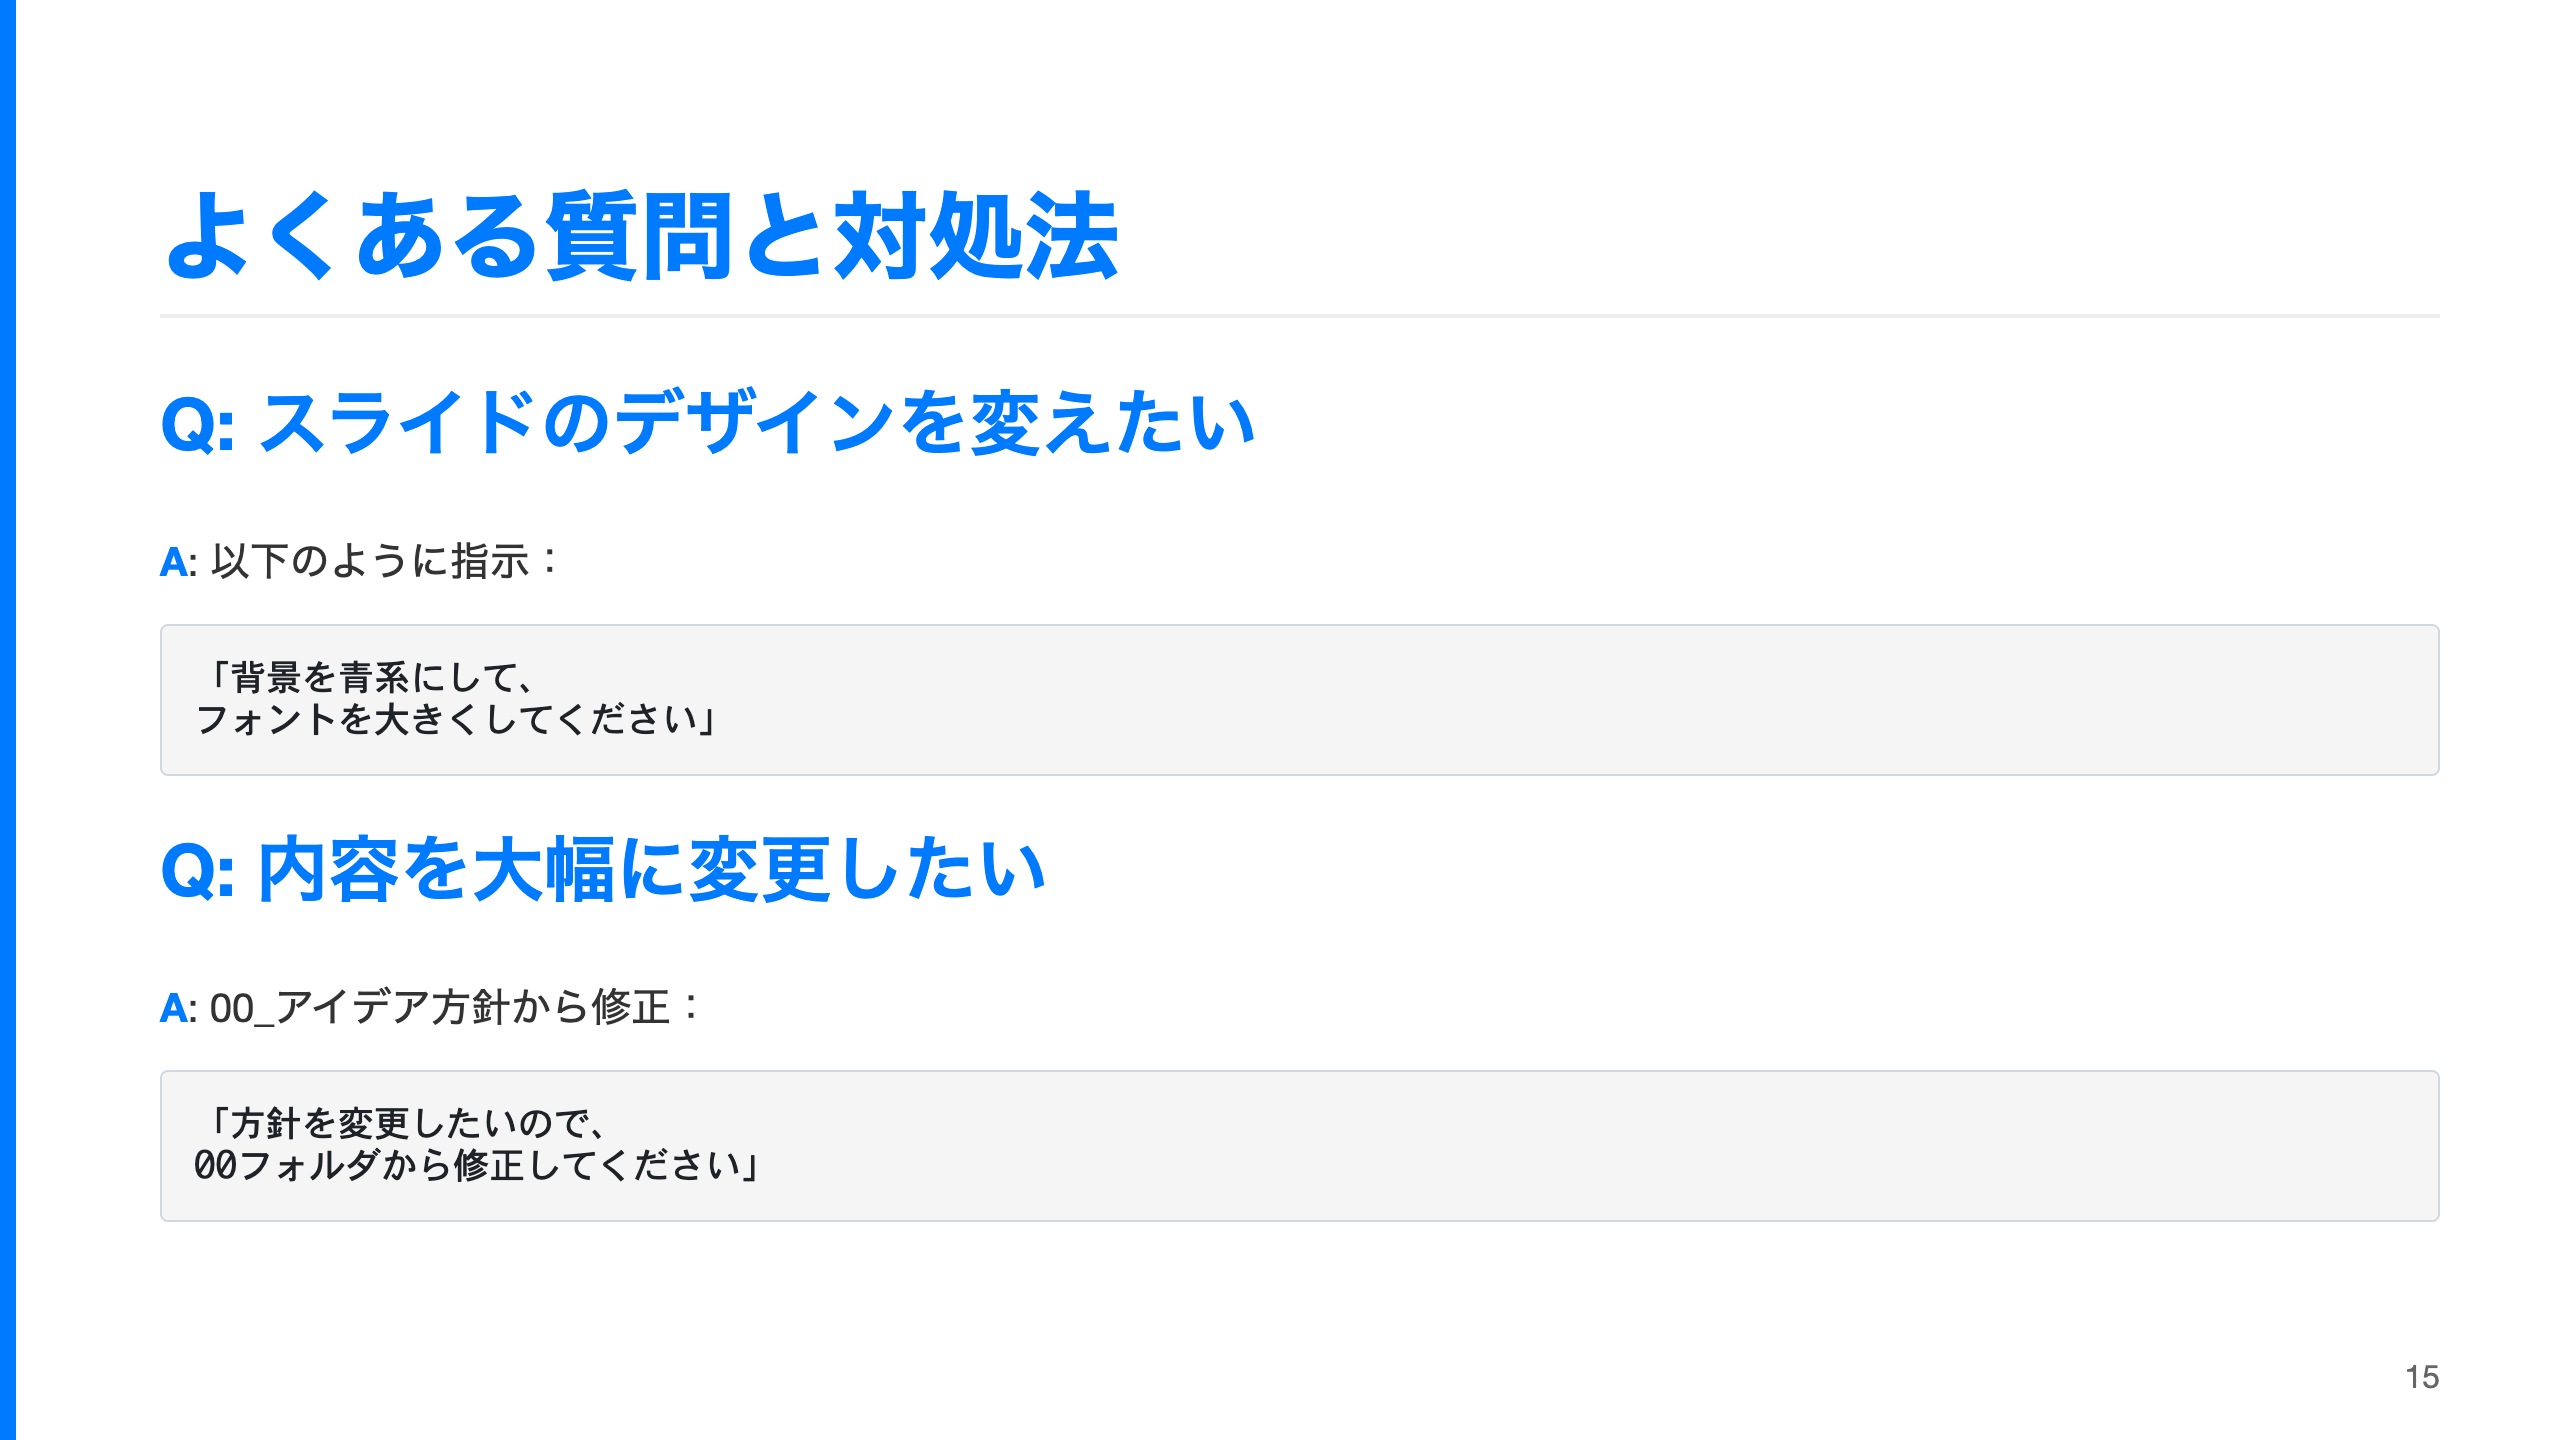 よくある質問と対処法
Q: スライドのデザインを変えたい
A: 以下のように指示：
「背景を青系にして、
フォントを大きくしてください」
Q: 内容を大幅に変更したい
A: 00_アイデア方針から修正：
「方針を変更したいので、
00フォルダから修正してください」
15